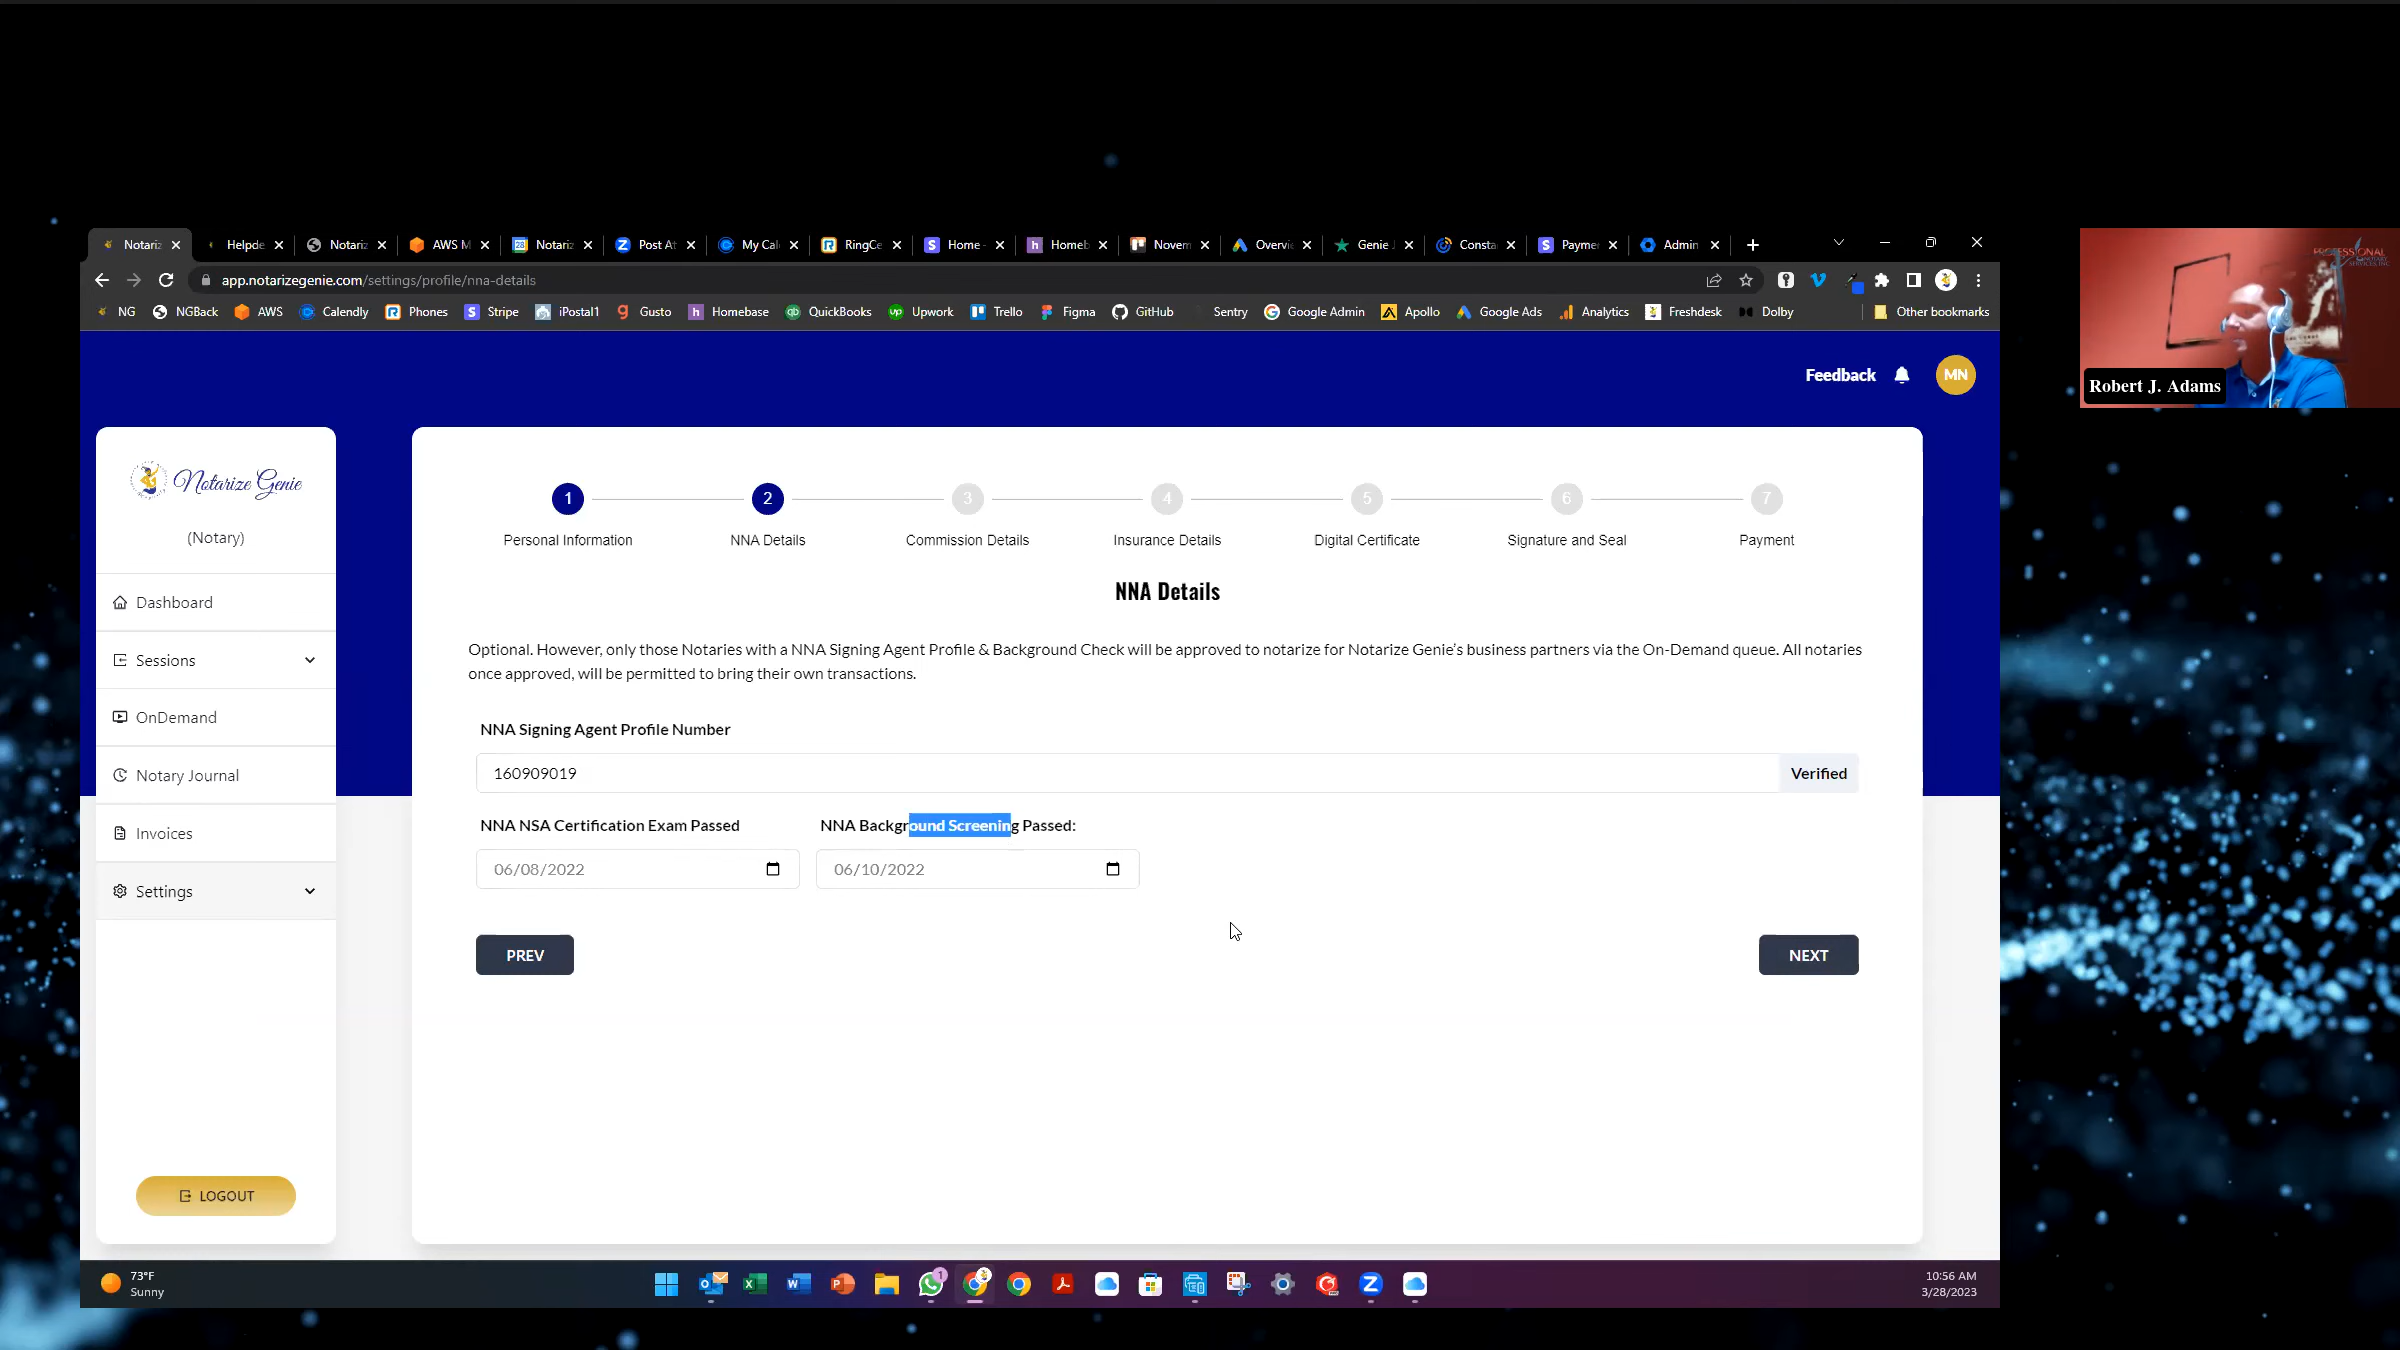 Notariz
Helpde
Notariz
AWS M
Notariz
Post At
My Cal
RingCe
Home -
Homeb
Novem
Overvi
Genie J
Consta
Paymer
Admin
app.notarizegenie.com/settings/profile/nna-details
NG
NGBack
AWS
Calendly
Phones
Stripe
iPostal1
Gusto
Homebase
QuickBooks
Upwork
Trello
Figma
GitHub
Sentry
Google Admin
Apollo
Google Ads
Analytics
Freshdesk
Dolby
Other bookmarks
PROFESSIONAL
Robert J. Adams
Feedback
MN
Notarize Genie
(Notary)
Dashboard
Sessions
OnDemand
Notary Journal
Invoices
Settings
LOGOUT
1
2
3
4
5
6
7
Personal Information
NNA Details
Commission Details
Insurance Details
Digital Certificate
Signature and Seal
Payment
NNA Details
Optional. However, only those Notaries with a NNA Signing Agent Profile & Background Check will be approved to notarize for Notarize Genie's business partners via the On-Demand queue. All notaries
once approved, will be permitted to bring their own transactions.
NNA Signing Agent Profile Number
160909019
Verified
NNA NSA Certification Exam Passed
NNA Background Screening Passed:
06/08/2022
06/10/2022
PREV
NEXT
73°F
Sunny
10:56 AM
3/28/2023